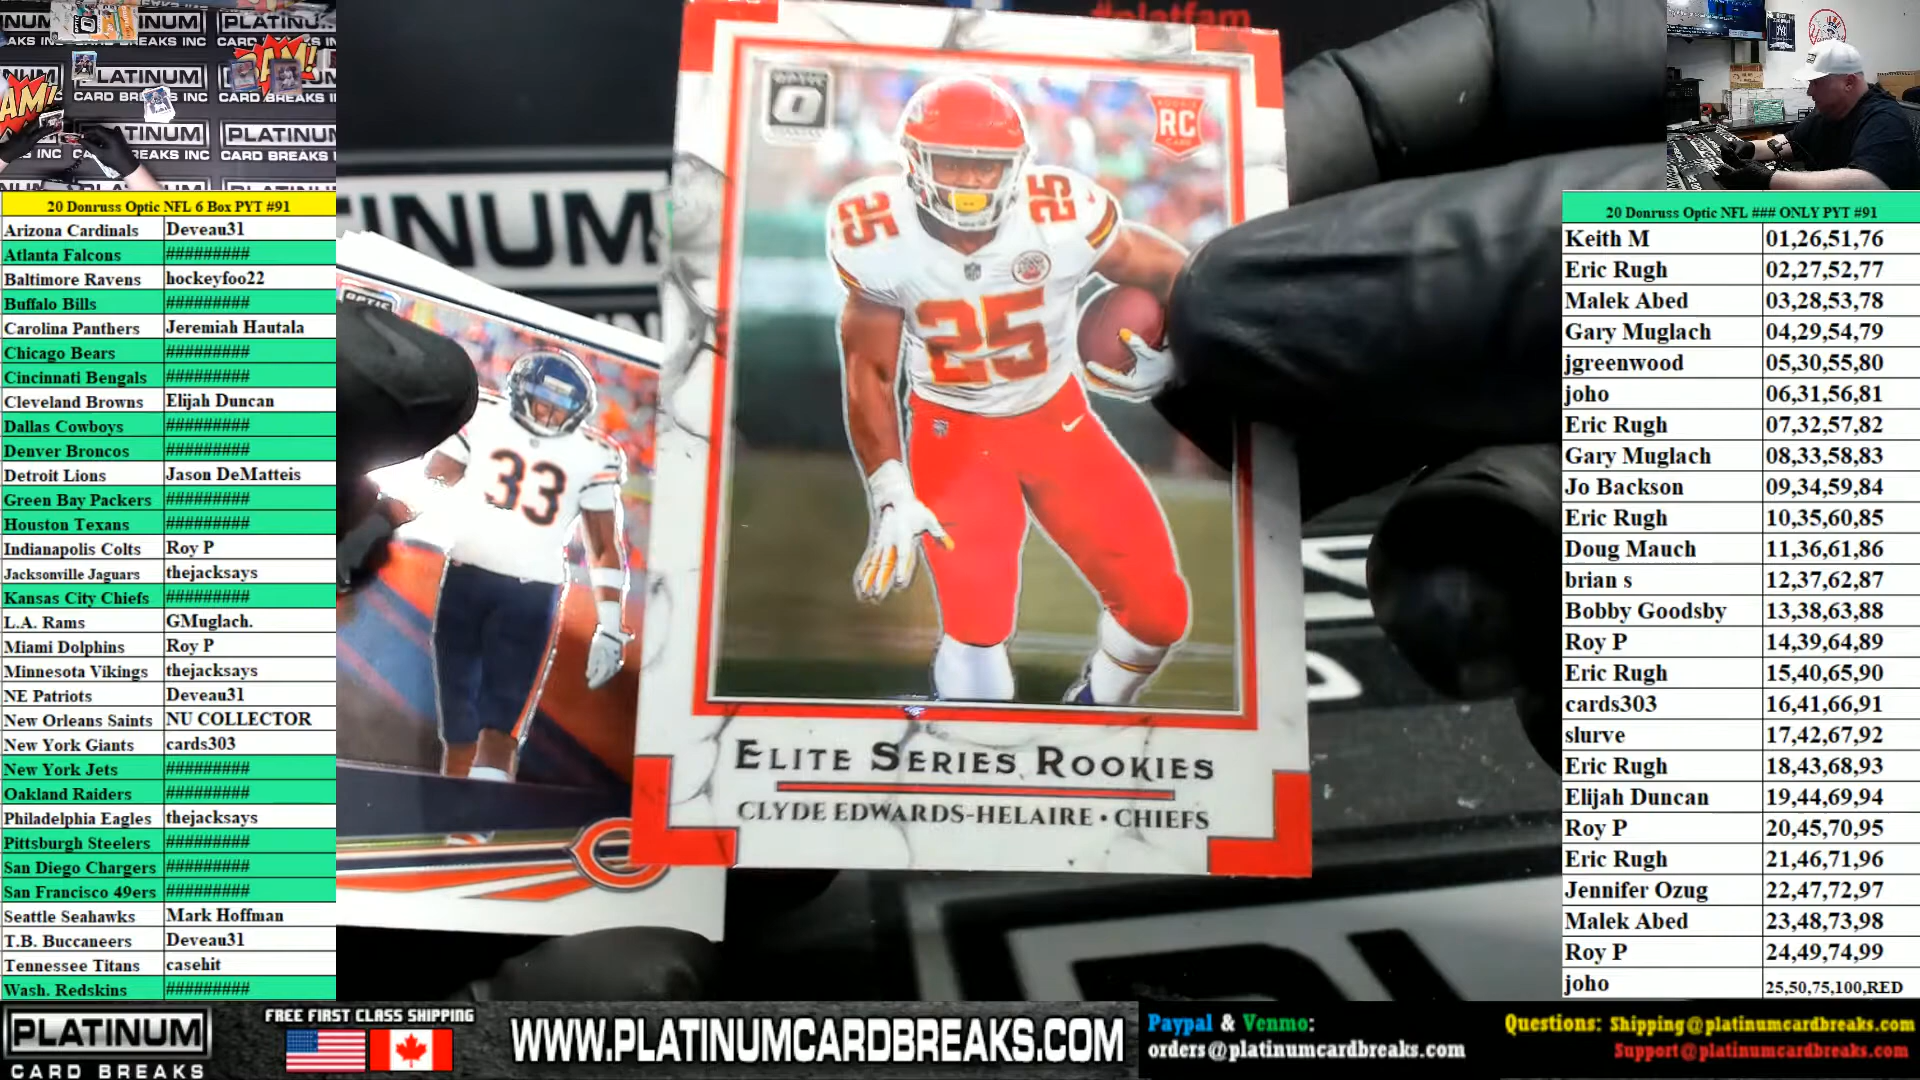 20 Donruss Optic NFL 6 Box PYT #91
Arizona Cardinals Deveau31
Atlanta Falcons #########
Baltimore Ravens hockeyfoo22
Buffalo Bills #########
Carolina Panthers Jeremiah Hautala
Chicago Bears #########
Cincinnati Bengals #########
Cleveland Browns Elijah Duncan
Dallas Cowboys #########
Denver Broncos #########
Detroit Lions Jason DeMatteis
Green Bay Packers #########
Houston Texans #########
Indianapolis Colts Roy P
Jacksonville Jaguars thejacksays
Kansas City Chiefs #########
L.A. Rams GMuglach.
Miami Dolphins Roy P
Minnesota Vikings thejacksays
NE Patriots Deveau31
New Orleans Saints NU COLLECTOR
New York Giants cards303
New York Jets #########
Oakland Raiders #########
Philadelphia Eagles thejacksays
Pittsburgh Steelers #########
San Diego Chargers #########
San Francisco 49ers #########
Seattle Seahawks Mark Hoffman
T.B. Buccaneers Deveau31
Tennessee Titans casehit
Wash. Redskins #########
#platfam
OPTIC
33
O
ROOKIE
RC
CARD
25
25
25
ELITE SERIES ROOKIES
CLYDE EDWARDS-HELAIRE • CHIEFS
INUM
PLATINUM
CARD BREAKS INC
BAM!
20 Donruss Optic NFL ### ONLY PYT #91
Keith M 01,26,51,76
Eric Rugh 02,27,52,77
Malek Abed 03,28,53,78
Gary Muglach 04,29,54,79
jgreenwood 05,30,55,80
joho 06,31,56,81
Eric Rugh 07,32,57,82
Gary Muglach 08,33,58,83
Jo Backson 09,34,59,84
Eric Rugh 10,35,60,85
Doug Mauch 11,36,61,86
brian s 12,37,62,87
Bobby Goodsby 13,38,63,88
Roy P 14,39,64,89
Eric Rugh 15,40,65,90
cards303 16,41,66,91
slurve 17,42,67,92
Eric Rugh 18,43,68,93
Elijah Duncan 19,44,69,94
Roy P 20,45,70,95
Eric Rugh 21,46,71,96
Jennifer Ozug 22,47,72,97
Malek Abed 23,48,73,98
Roy P 24,49,74,99
joho 25,50,75,100,RED
PLATINUM
CARD BREAKS
FREE FIRST CLASS SHIPPING
WWW.PLATINUMCARDBREAKS.COM
Paypal & Venmo:
orders@platinumcardbreaks.com
Questions: Shipping@platinumcardbreaks.com
Support@platinumcardbreaks.com